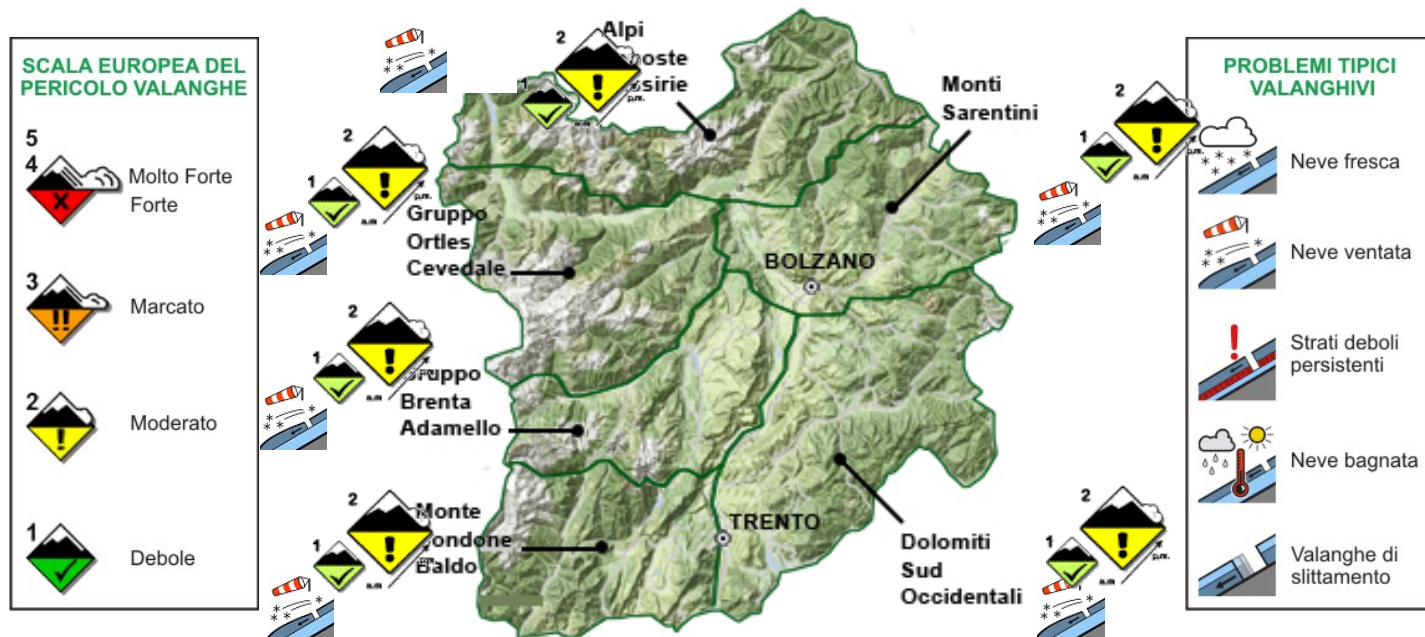 SCALA EUROPEA DEL
PERICOLO VALANGHE
5
4
Molto Forte
Forte
3
Marcato
2
Moderato
1
Debole
2
1
a.m
p.m.
Alpi
2
1
a.m
Gruppo
Ortles
Cevedale
2
1
a.m
Gruppo
Brenta
Adamello
2
1
a.m
Monte
Baldo
Monti
Sarentini
BOLZANO
TRENTO
Dolomiti
Sud
Occidentali
2
1
a.m
p.m.
2
1
a.m
p.m.
PROBLEMI TIPICI
VALANGHIVI
Neve fresca
Neve ventata
Strati deboli
persistenti
Neve bagnata
Valanghe di
slittamento